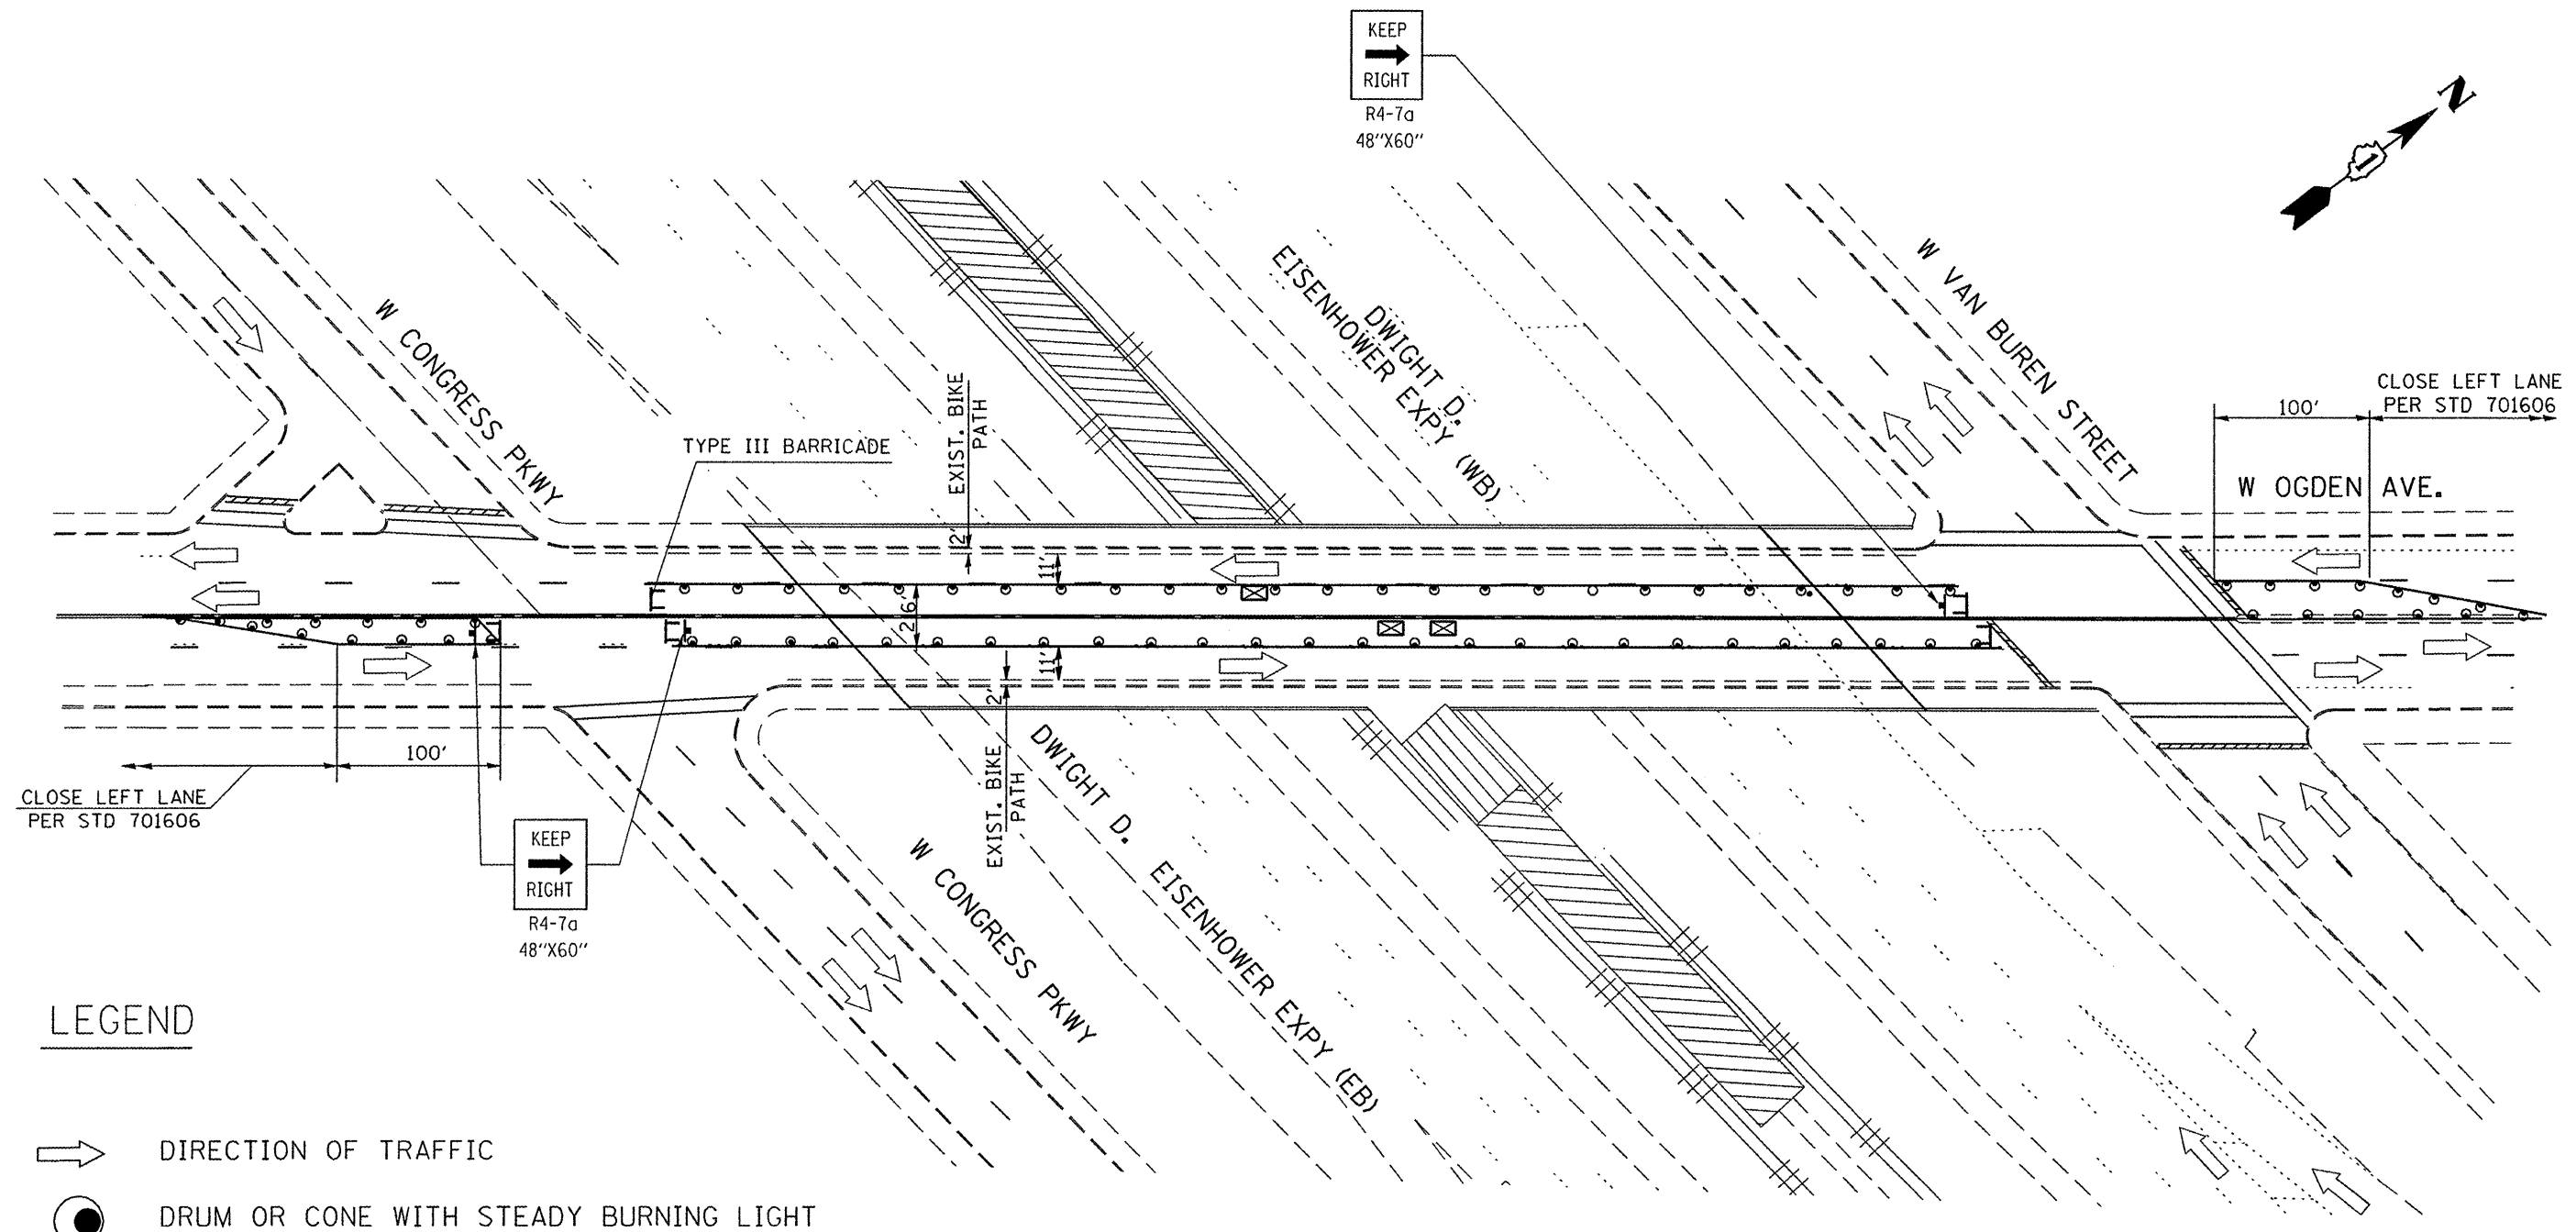 KEEP
RIGHT
R4-7a
48"X60"
N
1
W CONGRESS PKWY
DWIGHT D.
EISENHOWER EXPY (WB)
W VAN BUREN STREET
CLOSE LEFT LANE
PER STD 701606
100'
W OGDEN AVE.
TYPE III BARRICADE
EXIST. BIKE
PATH
2'
11'
26'
11'
2'
EXIST. BIKE
PATH
100'
CLOSE LEFT LANE
PER STD 701606
KEEP
RIGHT
R4-7a
48"X60"
DWIGHT D. EISENHOWER EXPY (EB)
W CONGRESS PKWY
LEGEND
DIRECTION OF TRAFFIC
DRUM OR CONE WITH STEADY BURNING LIGHT